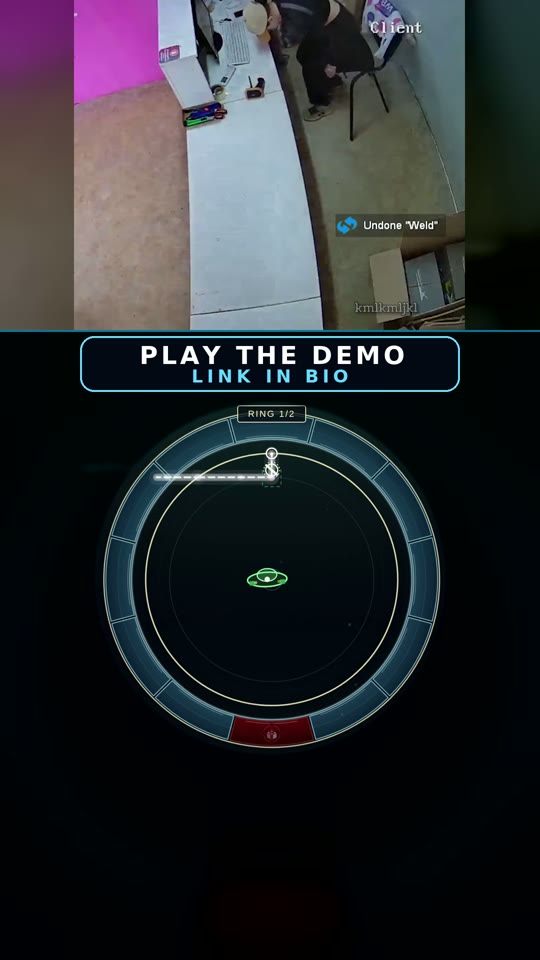 Client
Undone "Weld"
kmlkmljkl
PLAY THE DEMO
LINK IN BIO
RING 1/2